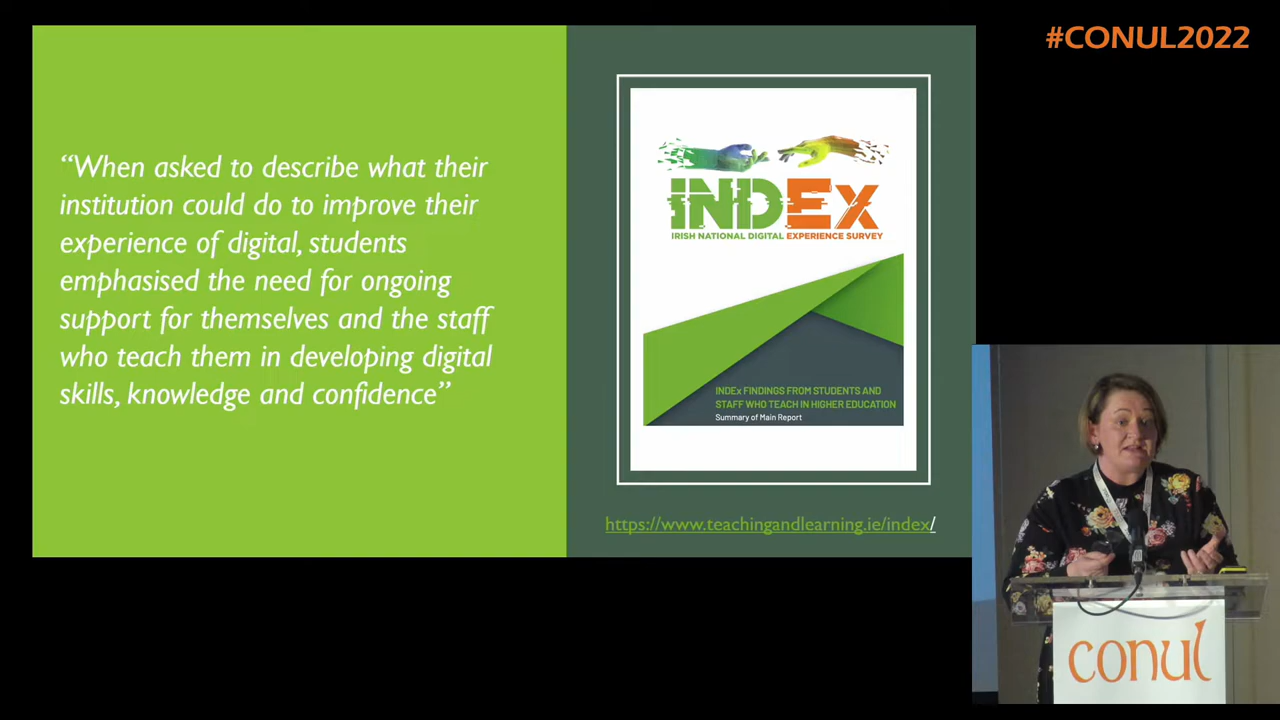 #CONUL2022
“When asked to describe what their
institution could do to improve their
experience of digital, students
emphasised the need for ongoing
support for themselves and the staff
who teach them in developing digital
skills, knowledge and confidence”
INDEx
IRISH NATIONAL DIGITAL EXPERIENCE SURVEY
INDEx FINDINGS FROM STUDENTS AND
STAFF WHO TEACH IN HIGHER EDUCATION
Summary of Main Report
https://www.teachingandlearning.ie/index/
conul